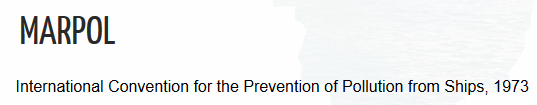 MARPOL
International Convention for the Prevention of Pollution from Ships, 1973